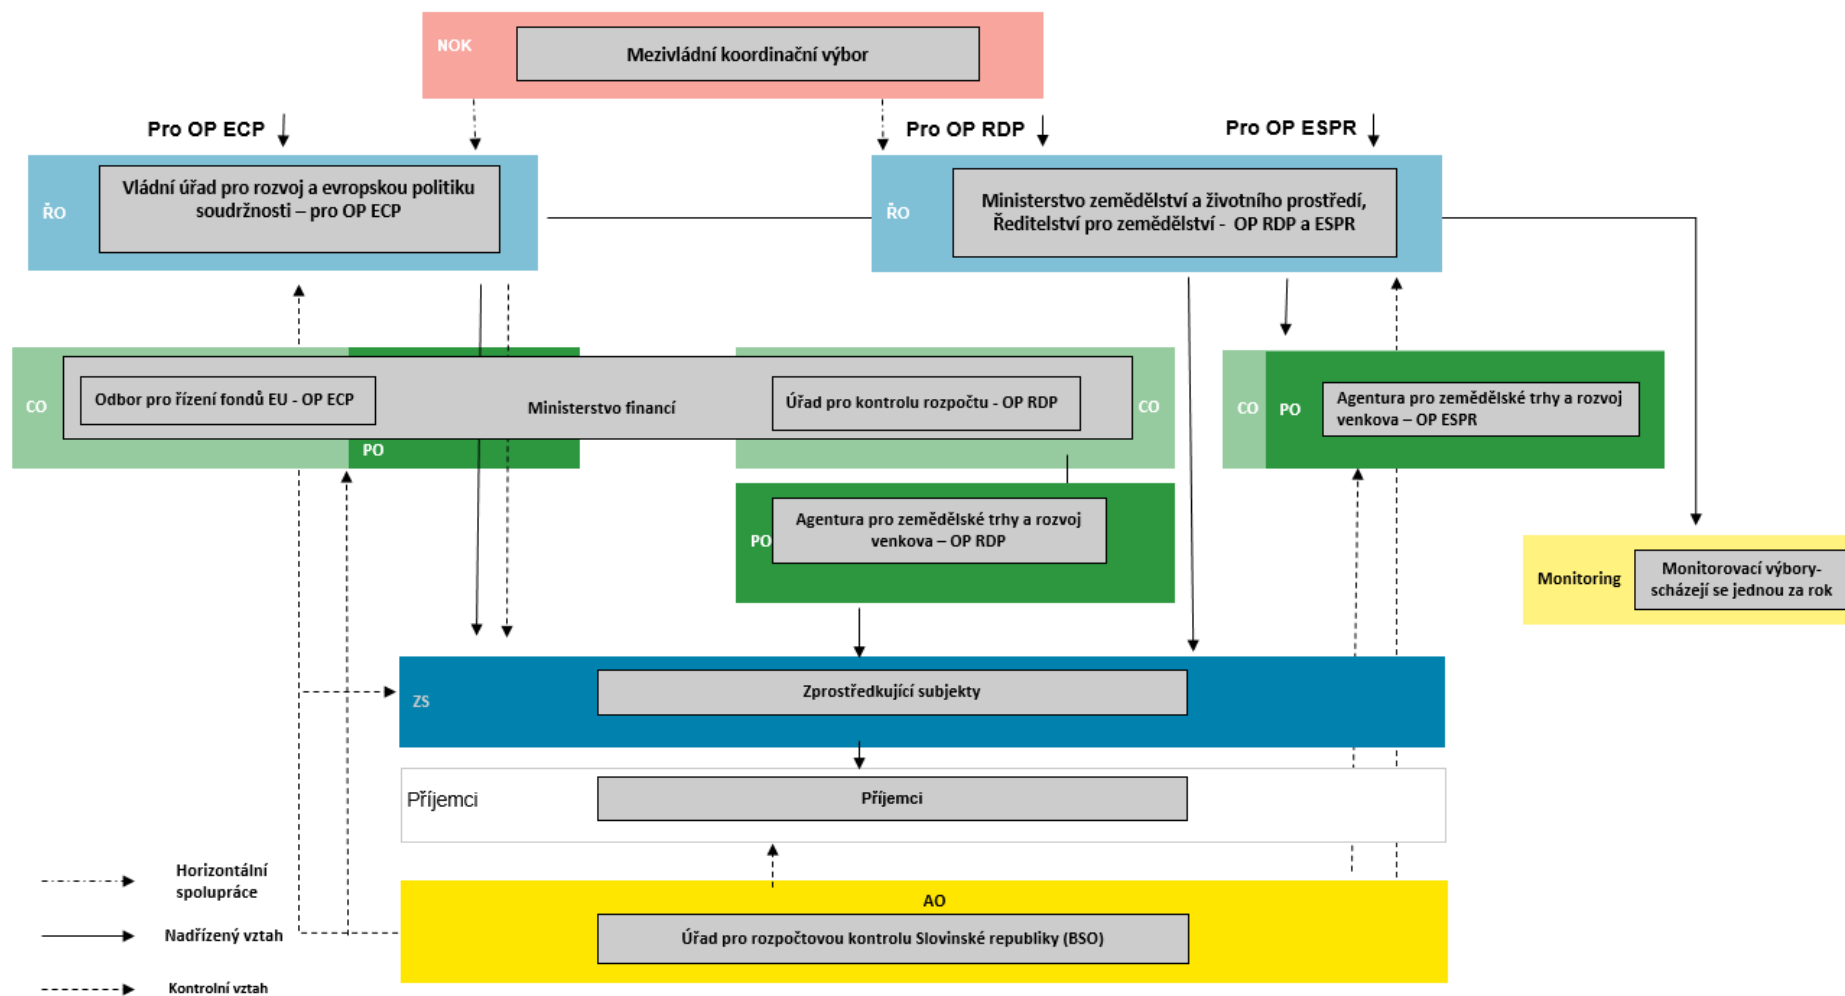 NOK
Mezivládní koordinační výbor
Pro OP ECP
Pro OP RDP
Pro OP ESPR
ŘO
Vládní úřad pro rozvoj a evropskou politiku
soudržnosti – pro OP ECP
ŘO
Ministerstvo zemědělství a životního prostředí,
Ředitelství pro zemědělství - OP RDP a ESPR
CO
Odbor pro řízení fondů EU - OP ECP
Ministerstvo financí
Úřad pro kontrolu rozpočtu - OP RDP
CO
PO
CO
PO
Agentura pro zemědělské trhy a rozvoj
venkova – OP ESPR
PO
Agentura pro zemědělské trhy a rozvoj
venkova – OP RDP
Monitoring
Monitorovací výbory-
scházejí se jednou za rok
ZS
Zprostředkující subjekty
Příjemci
Příjemci
Horizontální
spolupráce
Nadřízený vztah
Kontrolní vztah
AO
Úřad pro rozpočtovou kontrolu Slovinské republiky (BSO)